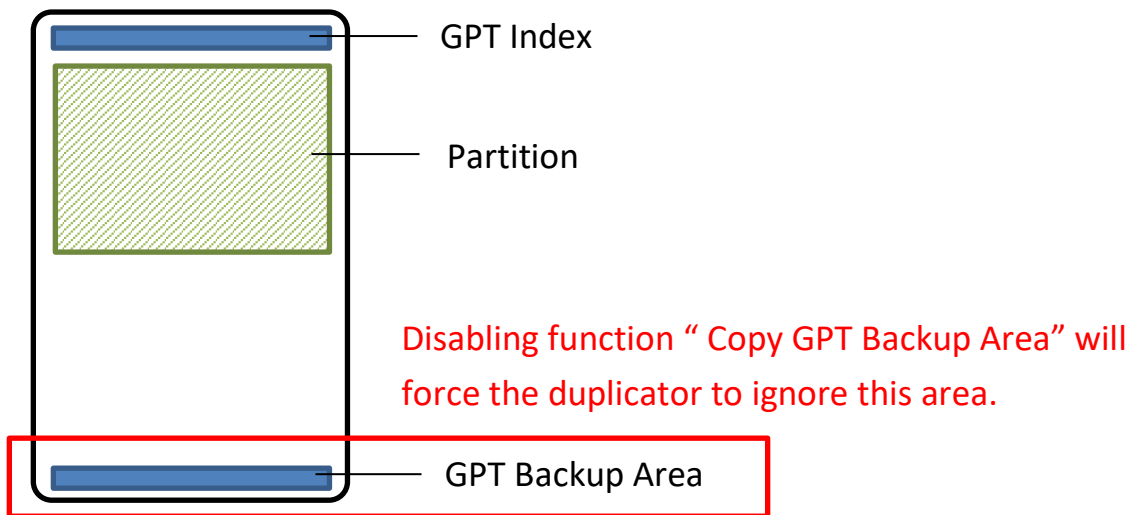 GPT Index
Partition
Disabling function “ Copy GPT Backup Area” will
force the duplicator to ignore this area.
GPT Backup Area